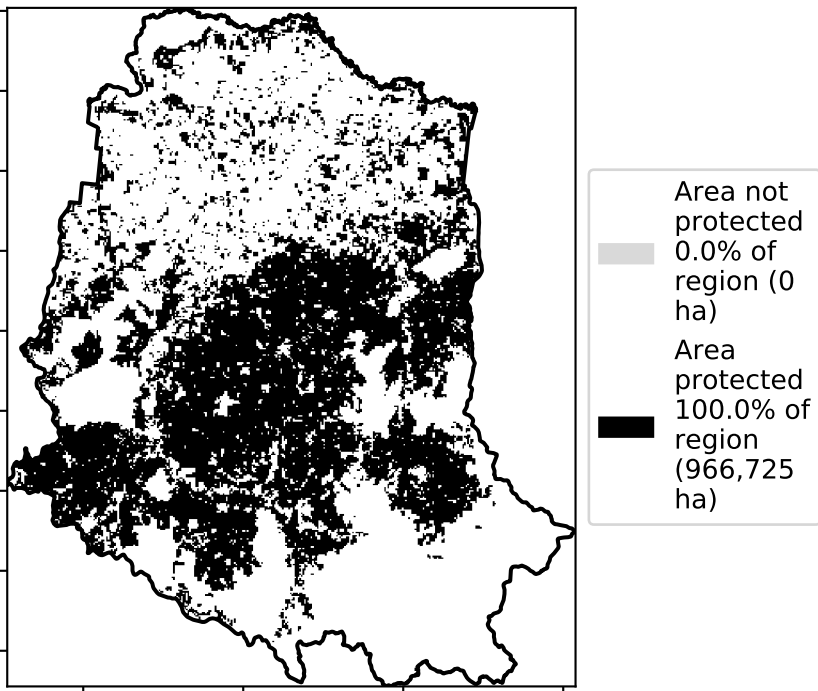 Area not
protected
0.0% of
region (0
ha)
Area
protected
100.0% of
region
(966,725
ha)